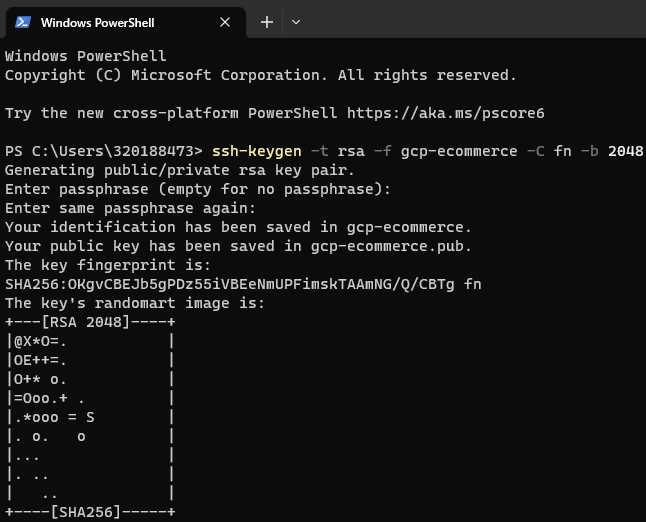 Windows PowerShell
Windows PowerShell
Copyright (C) Microsoft Corporation. All rights reserved.
Try the new cross-platform PowerShell https://aka.ms/pscore6
PS C:\Users\320188473> ssh-keygen -t rsa -f gcp-ecommerce -C fn -b 2048
Generating public/private rsa key pair.
Enter passphrase (empty for no passphrase):
Enter same passphrase again:
Your identification has been saved in gcp-ecommerce.
Your public key has been saved in gcp-ecommerce.pub.
The key fingerprint is:
SHA256:OKgvCBEJb5gPDz55iVBEeNmUPFimskTAAmNG/Q/CBTg fn
The key's randomart image is:
+---[RSA 2048]----+
|@X*O=.           |
|OE++=.           |
|O+* o.           |
|=Ooo.+ .         |
|.*ooo = S        |
|. o.   o         |
|...              |
|. ..             |
|   ..            |
+----[SHA256]-----+